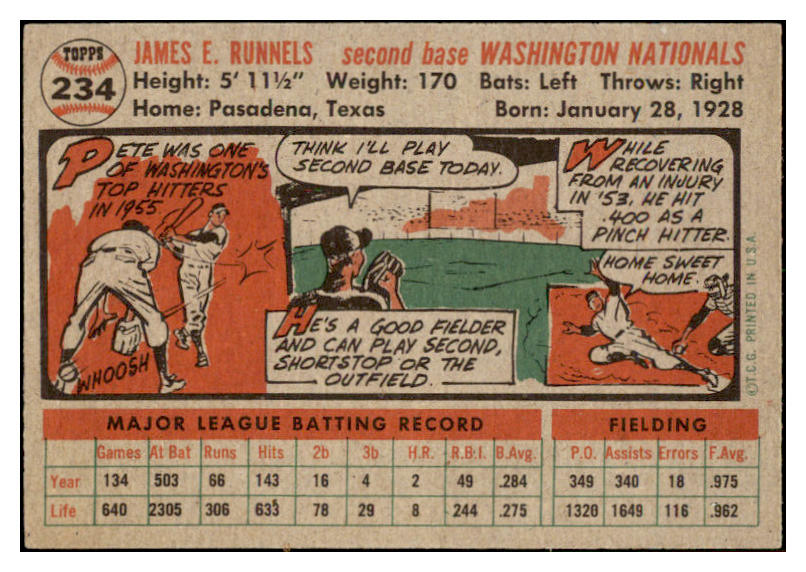 TOPPS
234
JAMES E. RUNNELS second base WASHINGTON NATIONALS
Height: 5' 11½" Weight: 170 Bats: Left Throws: Right
Home: Pasadena, Texas Born: January 28, 1928
PETE WAS ONE
OF WASHINGTON'S
TOP HITTERS
IN 1955
WHOOSH
THINK I'LL PLAY
SECOND BASE TODAY.
HE'S A GOOD FIELDER
AND CAN PLAY SECOND,
SHORTSTOP OR THE
OUTFIELD.
WHILE
RECOVERING
FROM AN INJURY
IN '53, HE HIT
.400 AS A
PINCH HITTER.
HOME SWEET
HOME.
©T.C.G. PRINTED IN U.S.A.
MAJOR LEAGUE BATTING RECORD FIELDING
Games At Bat Runs Hits 2b 3b H.R. R.B.I. B.Avg. P.O. Assists Errors F.Avg.
Year 134 503 66 143 16 4 2 49 .284 349 340 18 .975
Life 640 2305 306 633 78 29 8 244 .275 1320 1649 116 .962